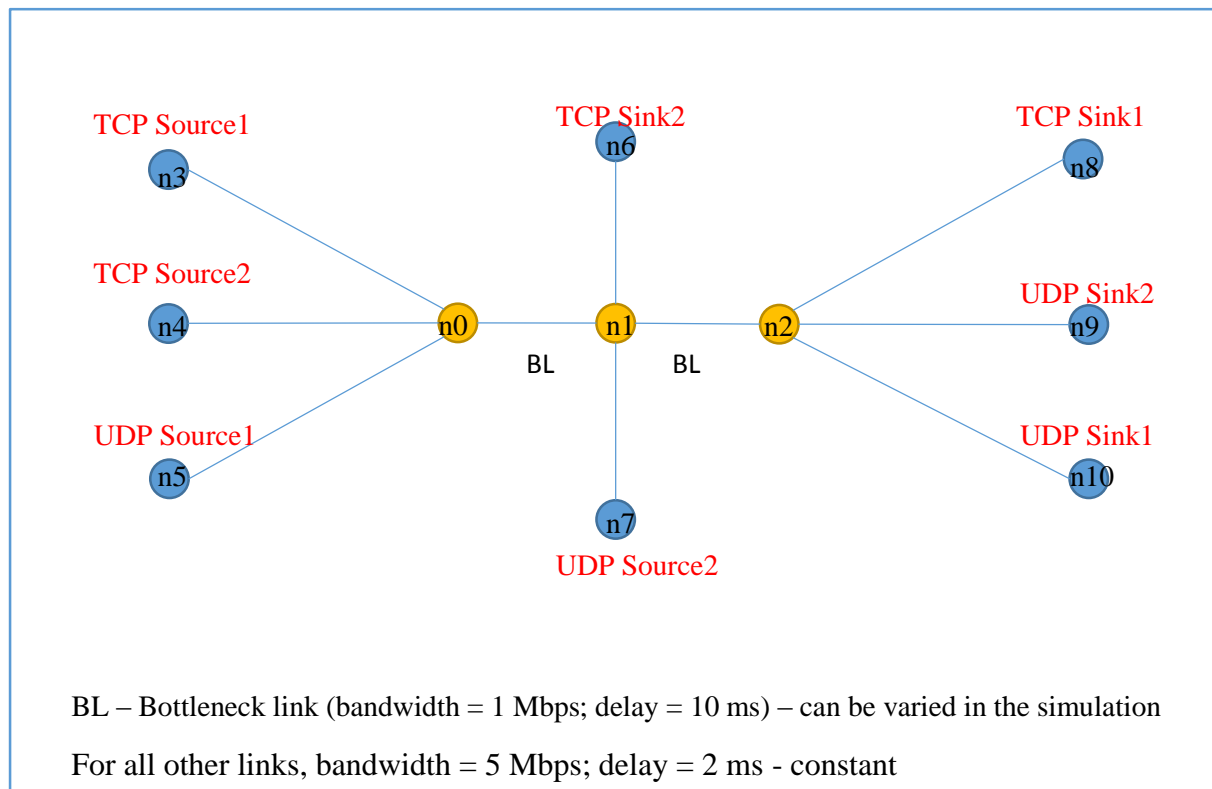 TCP Source1
TCP Sink2
TCP Sink1
n3
n6
n8
TCP Source2
UDP Sink2
n4
n0
n1
n2
n9
BL
BL
UDP Source1
UDP Sink1
n5
n7
n10
UDP Source2
BL – Bottleneck link (bandwidth = 1 Mbps; delay = 10 ms) – can be varied in the simulation
For all other links, bandwidth = 5 Mbps; delay = 2 ms - constant